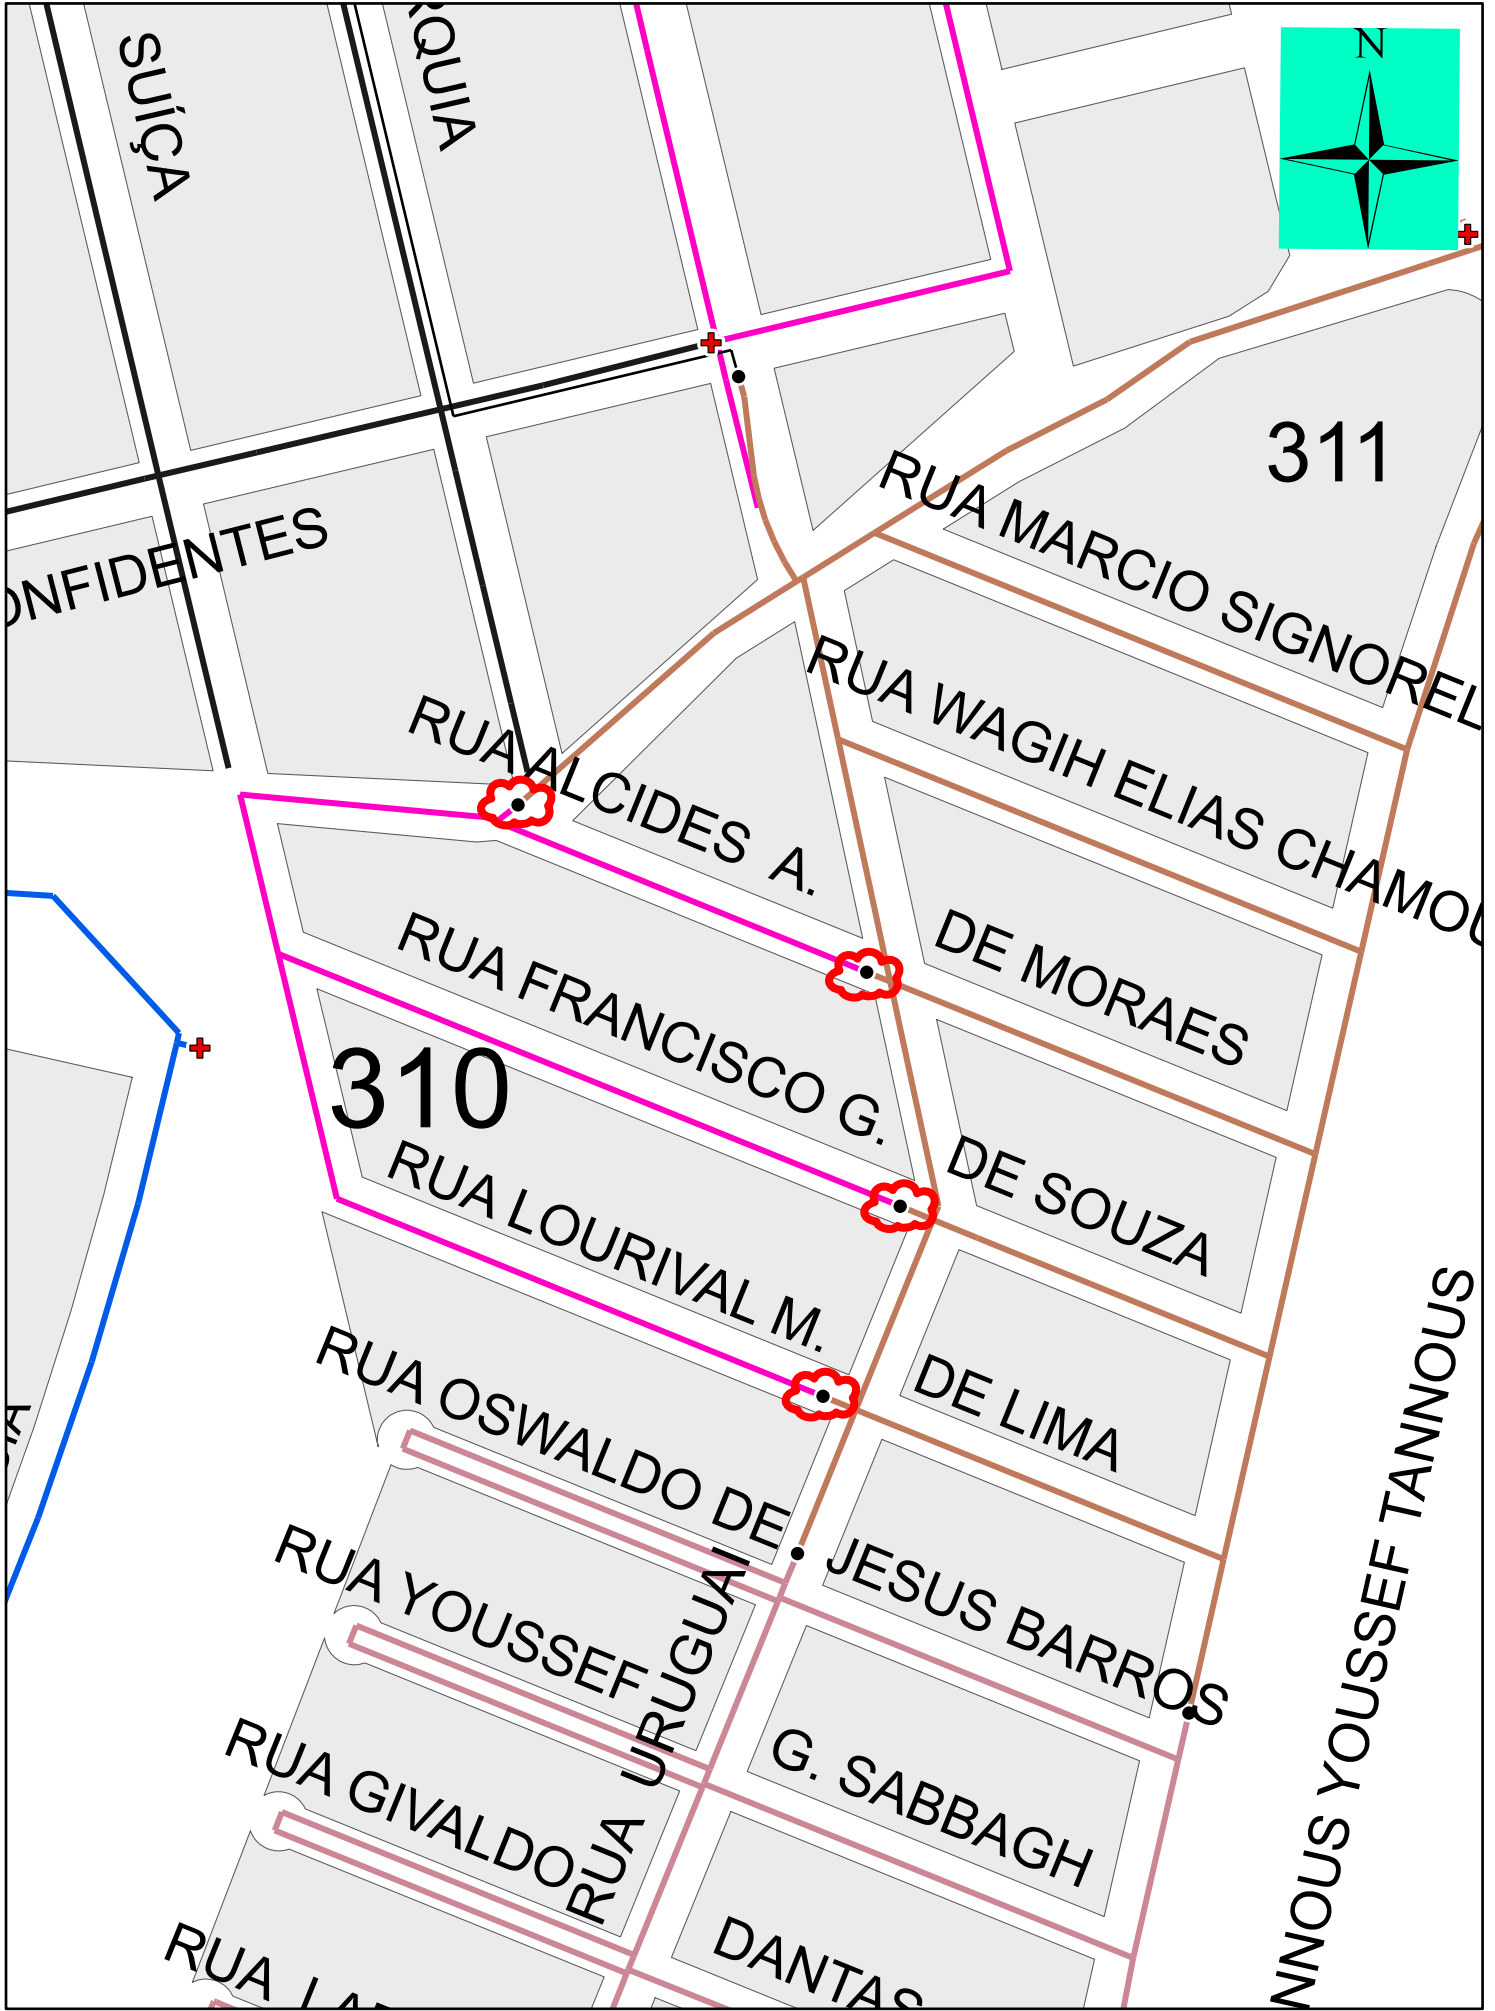 N
SUÍÇA
RQUIA
311
RUA MARCIO SIGNOREL
ONFIDENTES
RUA WAGIH ELIAS CHAMOU
RUA ALCIDES A.
DE MORAES
RUA FRANCISCO G.
DE SOUZA
310
RUA LOURIVAL M.
DE LIMA
RUA OSWALDO DE
JESUS BARROS
RUA YOUSSEF
G. SABBAGH
RUA URUGUAI
RUA GIVALDO
DANTAS
NNOUS YOUSSEF TANNOUS
RUA